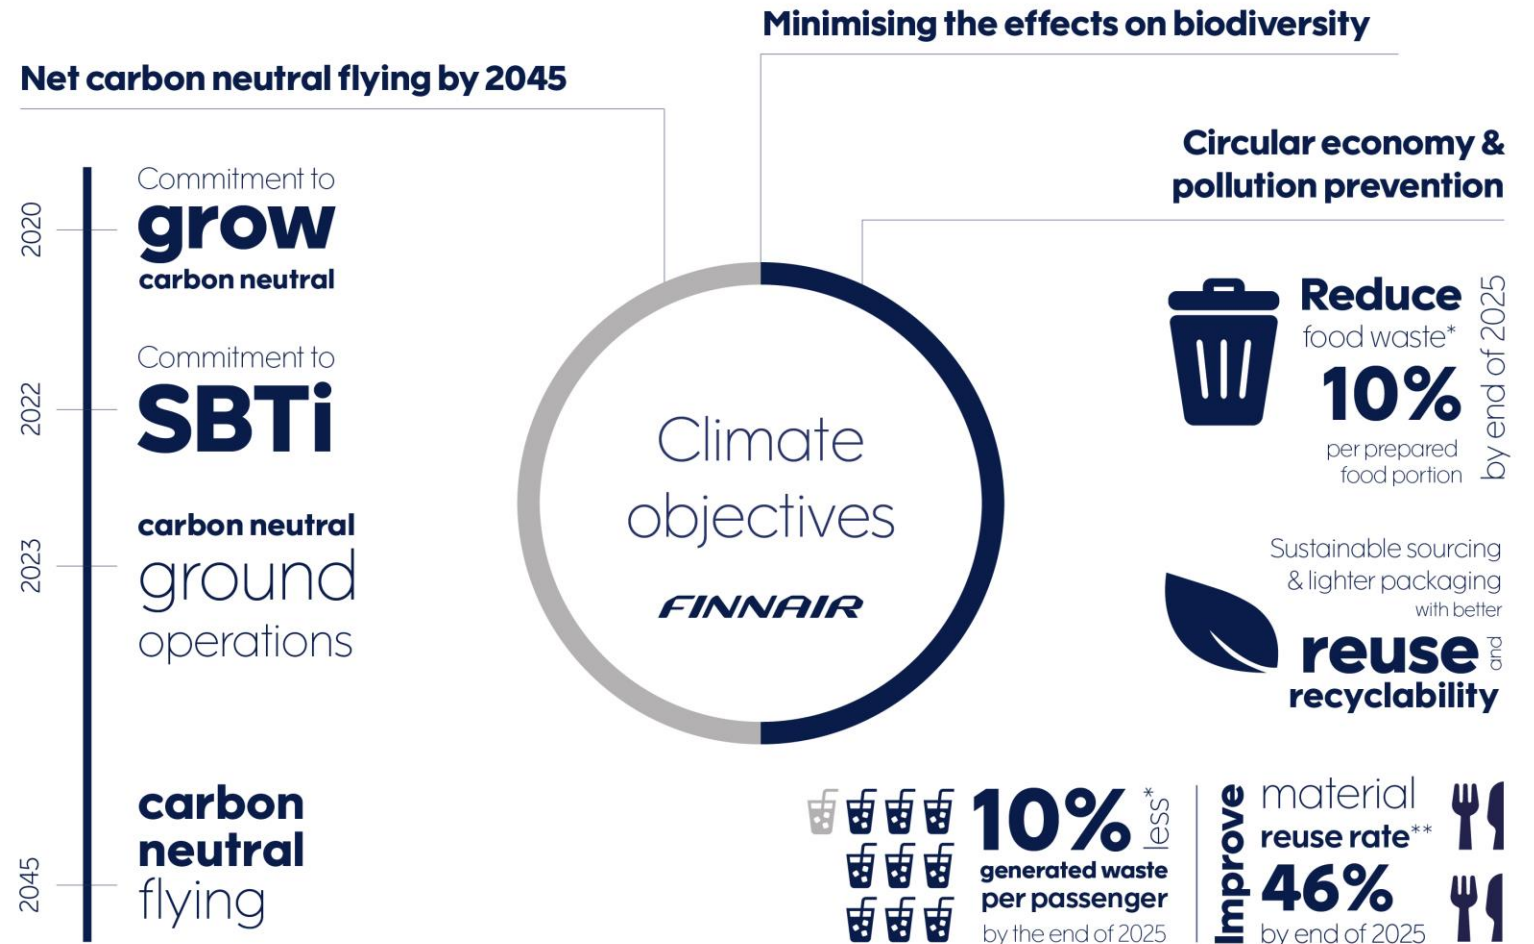 Minimising the effects on biodiversity
Net carbon neutral flying by 2045
Circular economy &
pollution prevention
2020
Commitment to
grow
carbon neutral
2022
Commitment to
SBTi
2023
carbon neutral
ground
operations
2045
carbon
neutral
flying
Climate
objectives
FINNAIR
Reduce
food waste*
10%
per prepared
food portion
by end of 2025
Sustainable sourcing
& lighter packaging
with better
reuse and
recyclability
10% less*
generated waste
per passenger
by the end of 2025
Improve
material
reuse rate**
46%
by end of 2025